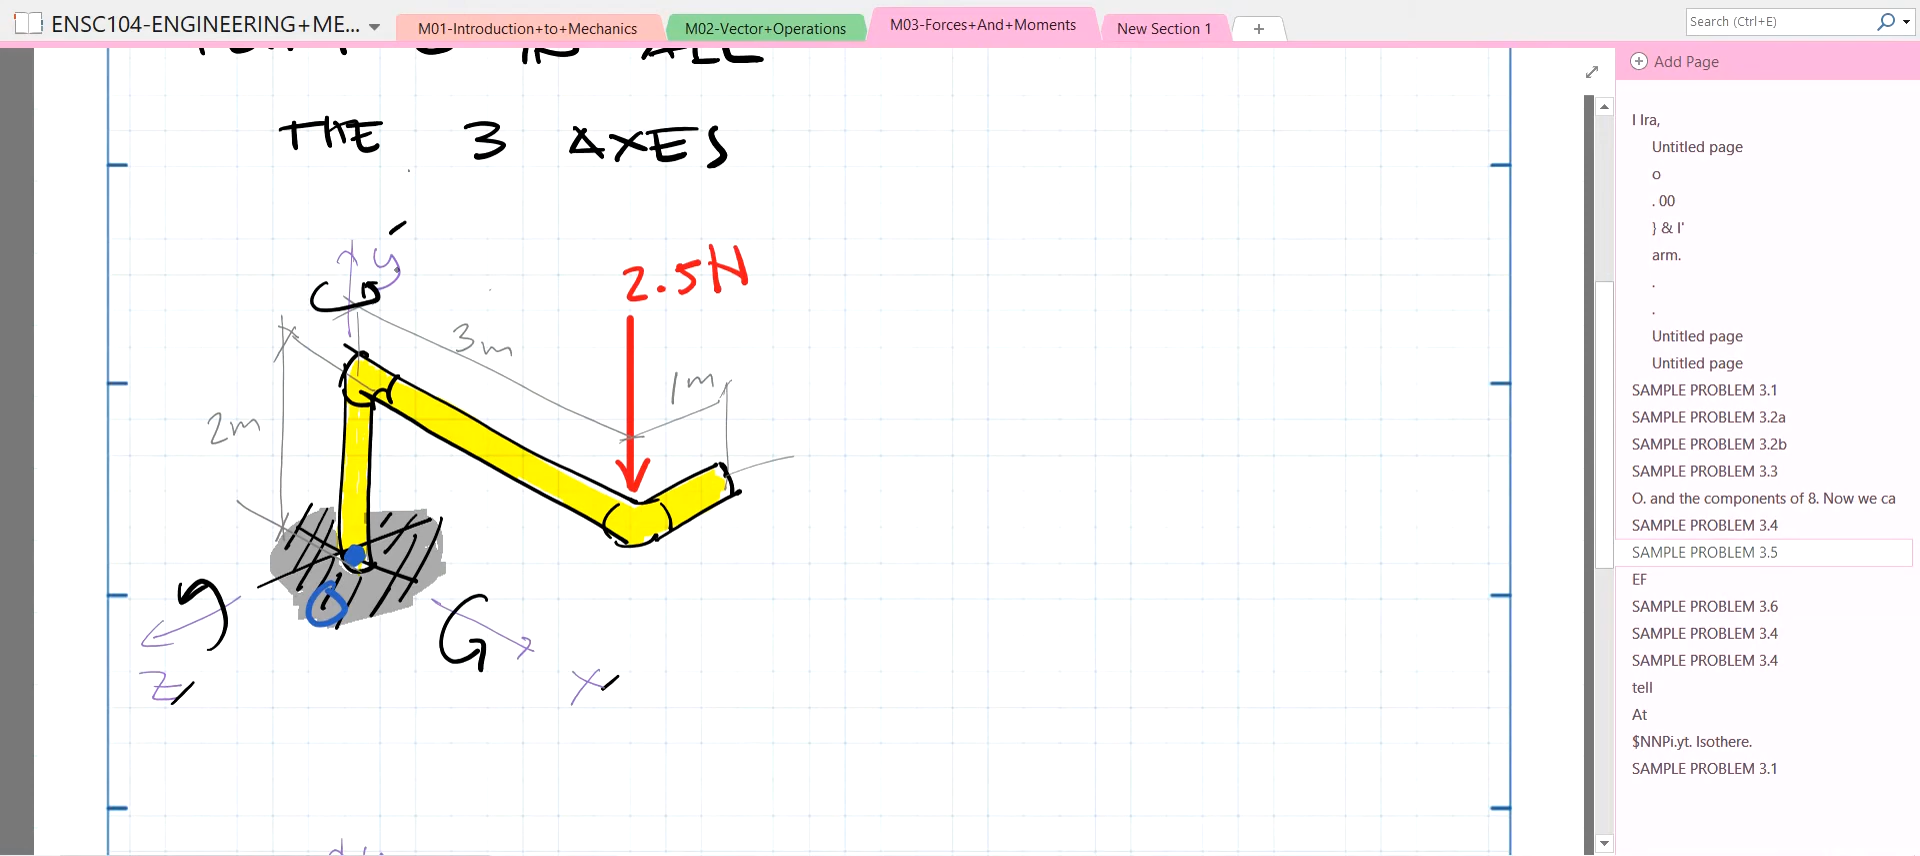 ENSC104-ENGINEERING+ME...
M01-Introduction+to+Mechanics
M02-Vector+Operations
M03-Forces+And+Moments
New Section 1
+
Search (Ctrl+E)
Add Page
I Ira,
Untitled page
o
. 00
} & I'
arm.
.
.
Untitled page
Untitled page
SAMPLE PROBLEM 3.1
SAMPLE PROBLEM 3.2a
SAMPLE PROBLEM 3.2b
SAMPLE PROBLEM 3.3
O. and the components of 8. Now we ca
SAMPLE PROBLEM 3.4
SAMPLE PROBLEM 3.5
EF
SAMPLE PROBLEM 3.6
SAMPLE PROBLEM 3.4
SAMPLE PROBLEM 3.4
tell
At
$NNPi.yt. Isothere.
SAMPLE PROBLEM 3.1
IN ALL
THE 3 AXES
y
2.5N
3m
1m
2m
O
z
x